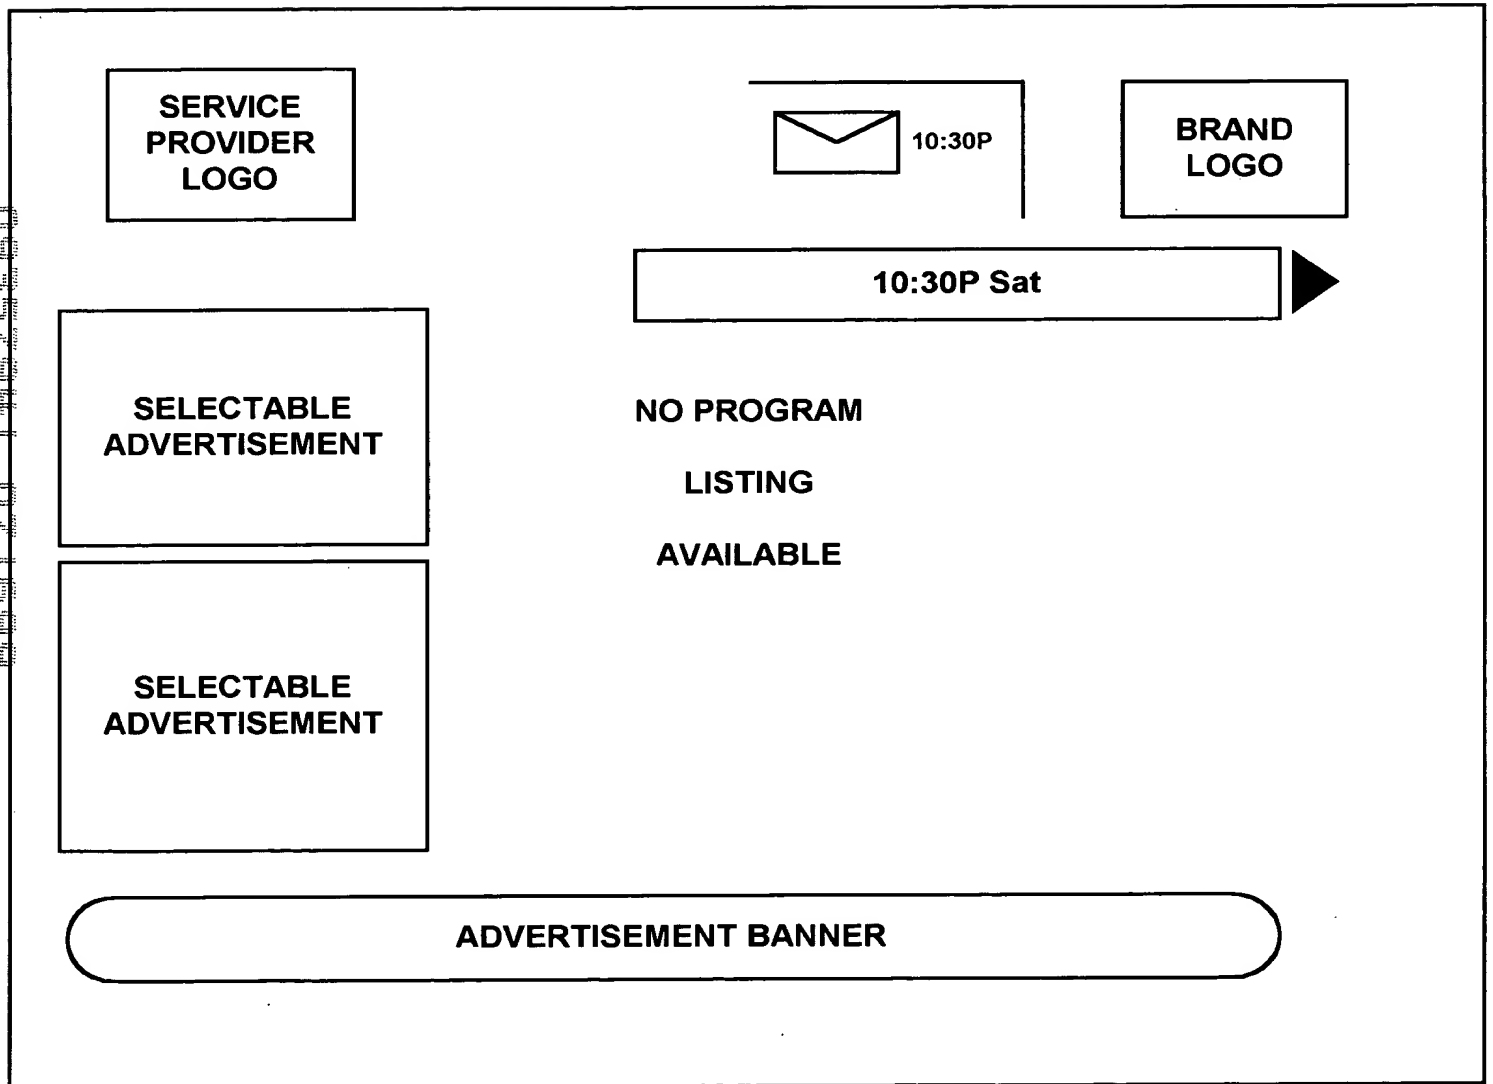 SERVICE
PROVIDER
LOGO
10:30P
BRAND
LOGO
10:30P Sat
SELECTABLE
ADVERTISEMENT
NO PROGRAM
LISTING
AVAILABLE
SELECTABLE
ADVERTISEMENT
ADVERTISEMENT BANNER